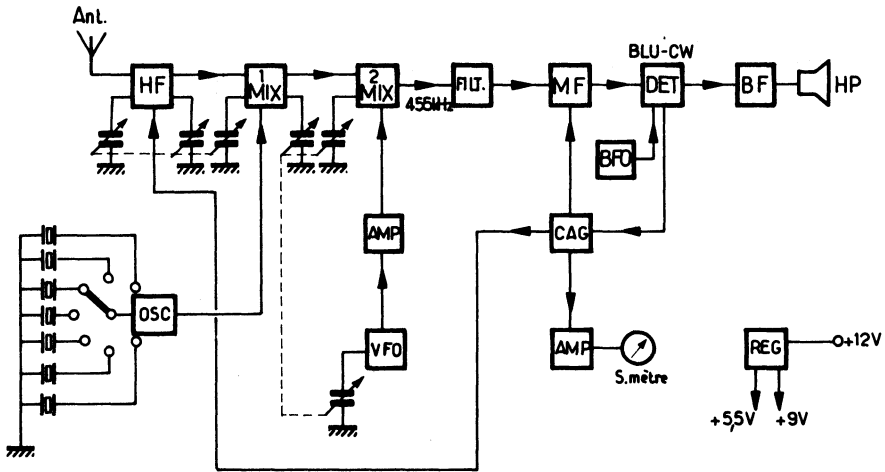 Ant.
BLU-CW
HF
1
MIX
2
MIX
FILT.
MF
DET
BF
HP
455kHz
BFO
AMP
CAG
OSC
VFO
AMP
S.mètre
REG
+12V
+5,5V
+9V